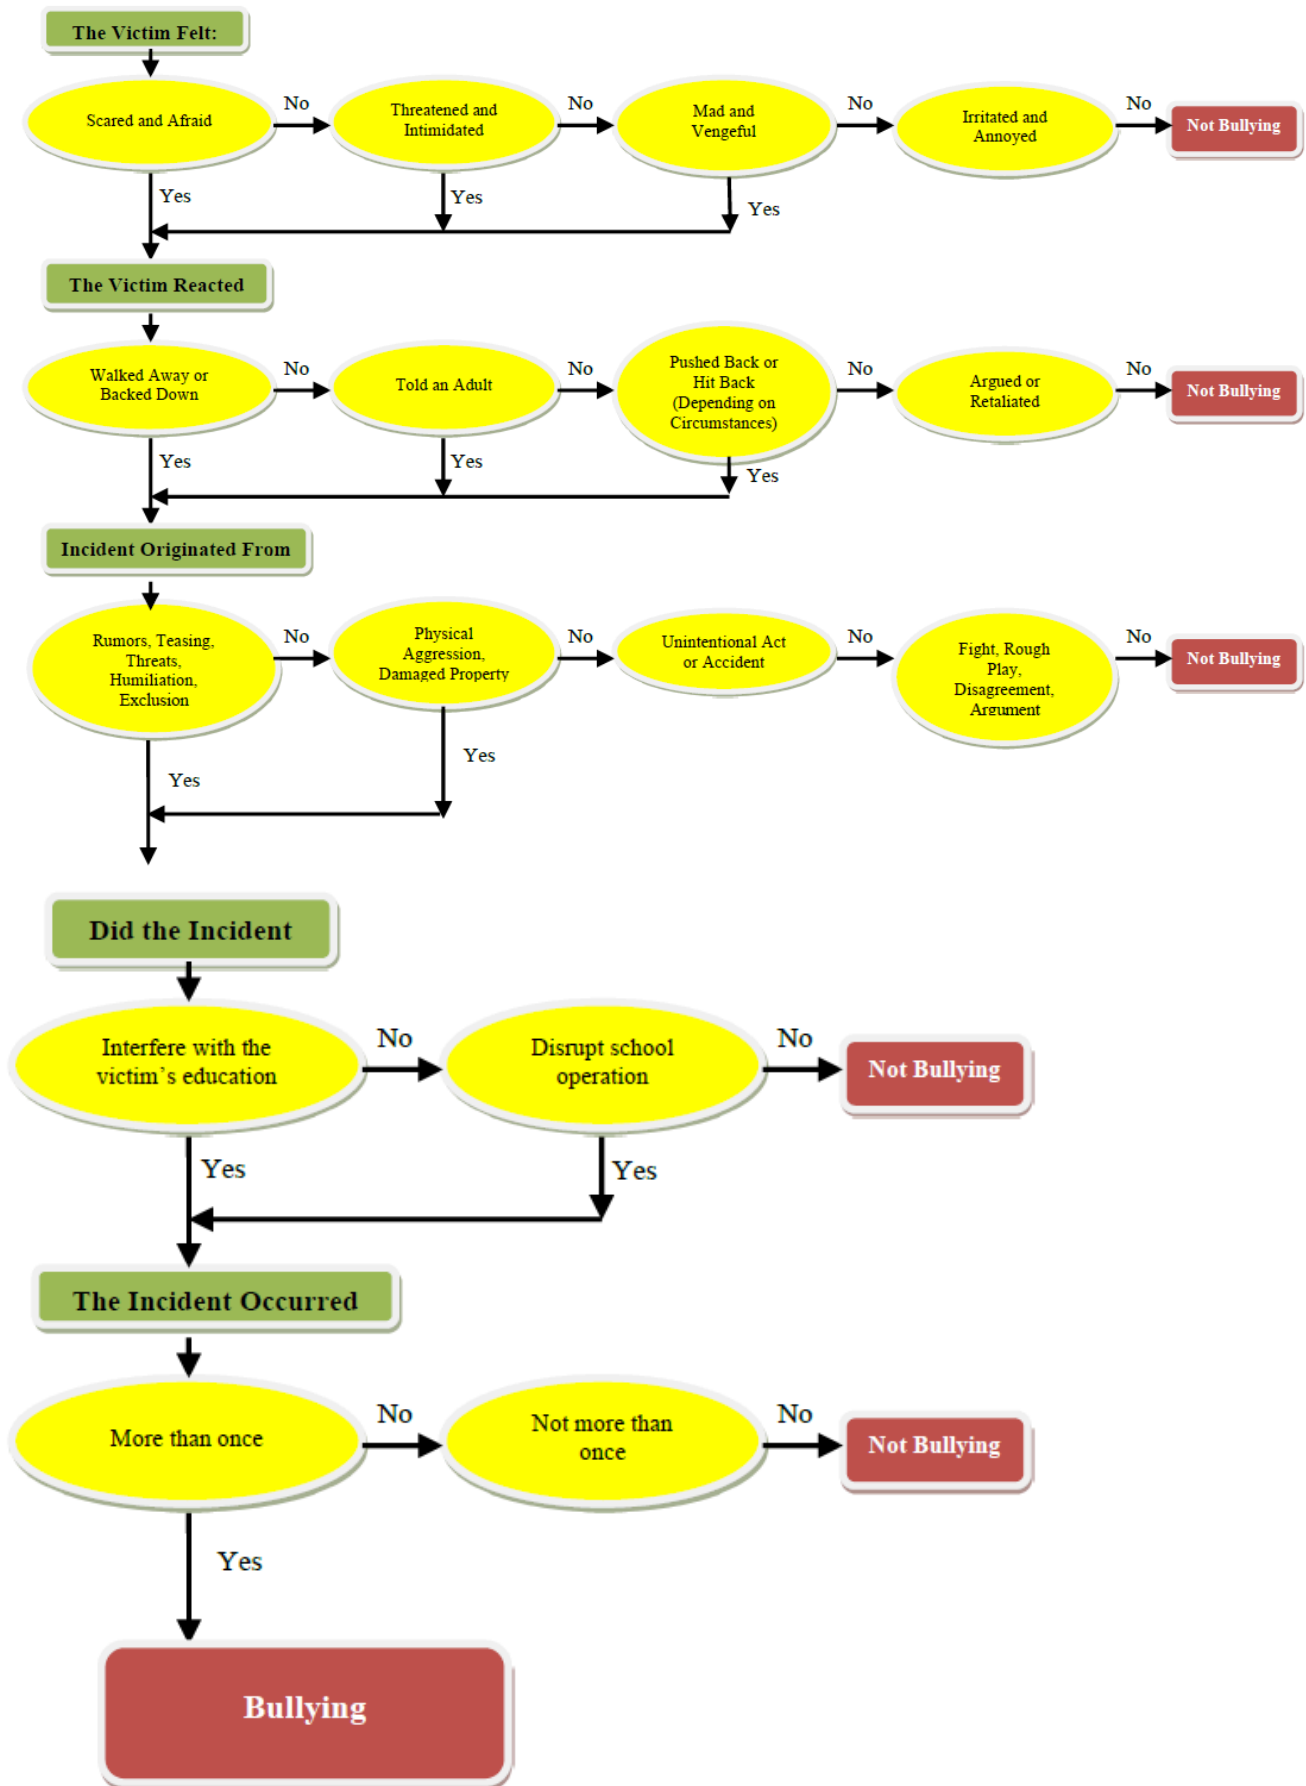 The Victim Felt:
Scared and Afraid
No
Threatened and
Intimidated
No
Mad and
Vengeful
No
Irritated and
Annoyed
No
Not Bullying
Yes
Yes
Yes
The Victim Reacted
Walked Away or
Backed Down
No
Told an Adult
No
Pushed Back or
Hit Back
(Depending on
Circumstances)
No
Argued or
Retaliated
No
Not Bullying
Yes
Yes
Yes
Incident Originated From
Rumors, Teasing,
Threats,
Humiliation,
Exclusion
No
Physical
Aggression,
Damaged Property
No
Unintentional Act
or Accident
No
Fight, Rough
Play,
Disagreement,
Argument
No
Not Bullying
Yes
Yes
Did the Incident
Interfere with the
victim's education
No
Disrupt school
operation
No
Not Bullying
Yes
Yes
The Incident Occurred
More than once
No
Not more than
once
No
Not Bullying
Yes
Bullying